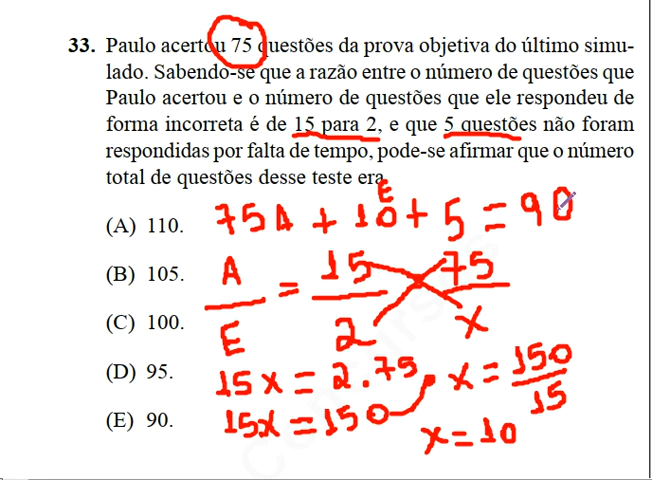 33. Paulo acertou 75 questões da prova objetiva do último simu-
lado. Sabendo-se que a razão entre o número de questões que
Paulo acertou e o número de questões que ele respondeu de
forma incorreta é de 15 para 2, e que 5 questões não foram
respondidas por falta de tempo, pode-se afirmar que o número
total de questões desse teste era
E
(A) 110. 75A + 10 + 5 = 90
(B) 105. A = 15 75
(C) 100. E 2 x
(D) 95. 15x = 2.75 x = 150
15
(E) 90. 15x = 150
x = 10